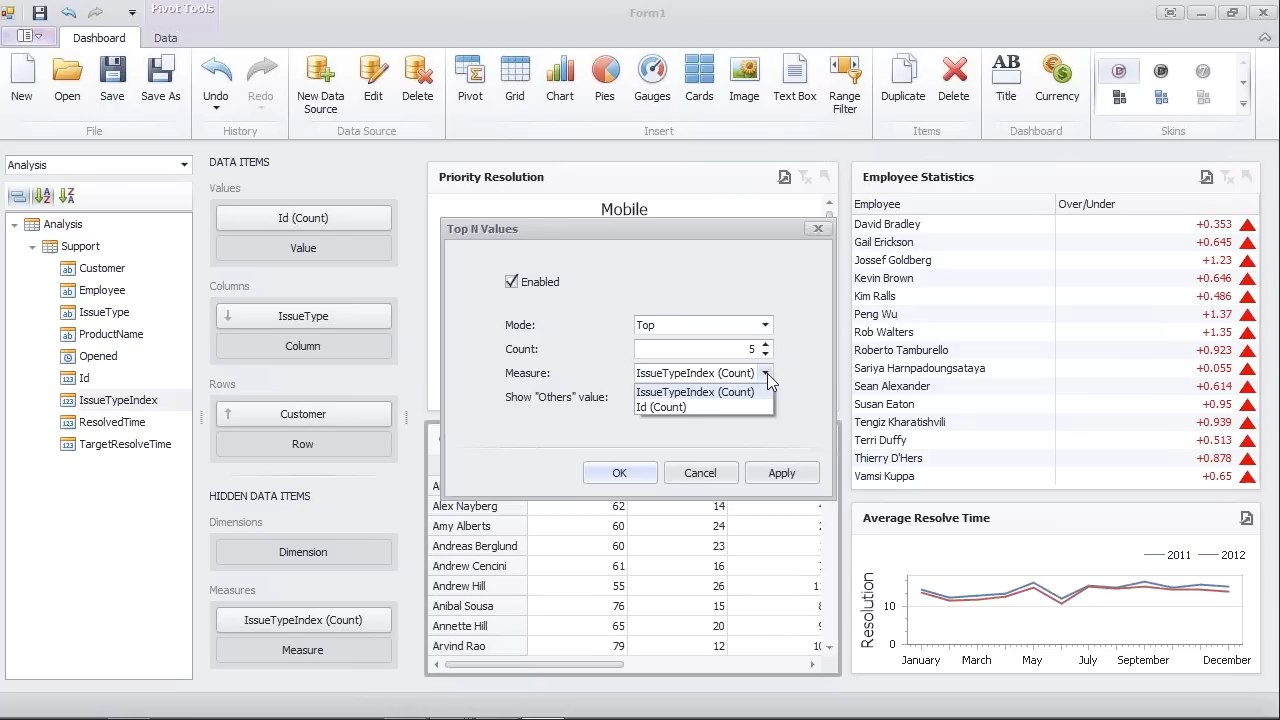 Pivot Tools
Form1
Dashboard
Data
New
Open
Save
Save As
Undo
Redo
New Data
Source
Edit
Delete
Pivot
Grid
Chart
Pies
Gauges
Cards
Image
AB
Text Box
Range
Filter
Duplicate
Delete
Title
Currency
File
History
Data Source
Insert
Items
Dashboard
Skins
Analysis
Analysis
Support
ab Customer
ab Employee
ab IssueType
ab ProductName
Opened
123 Id
123 IssueTypeIndex
123 ResolvedTime
123 TargetResolveTime
DATA ITEMS
Values
Id (Count)
Value
Columns
IssueType
Column
Rows
Customer
Row
HIDDEN DATA ITEMS
Dimensions
Dimension
Measures
IssueTypeIndex (Count)
Measure
Priority Resolution
Mobile
Top N Values
Enabled
Mode: Top
Count: 5
Measure: IssueTypeIndex (Count)
IssueTypeIndex (Count)
Show "Others" value:
Id (Count)
OK
Cancel
Apply
Alex Nayberg 62 14
Amy Alberts 60 24
Andreas Berglund 60 23
Andrew Cencini 61 16
Andrew Hill 55 26
Anibal Sousa 76 15
Annette Hill 65 20
Arvind Rao 79 12
Employee Statistics
Employee Over/Under
David Bradley +0.353
Gail Erickson +0.645
Jossef Goldberg +1.23
Kevin Brown +0.646
Kim Ralls +0.486
Peng Wu +1.37
Rob Walters +1.35
Roberto Tamburello +0.923
Sariya Harnpadoungsataya +0.614
Sean Alexander +0.614
Susan Eaton +0.95
Tengiz Kharatishvili +0.939
Terri Duffy +0.513
Thierry D'Hers +0.878
Vamsi Kuppa +0.65
Average Resolve Time
2011 2012
Resolution
10
0
January March May July September December